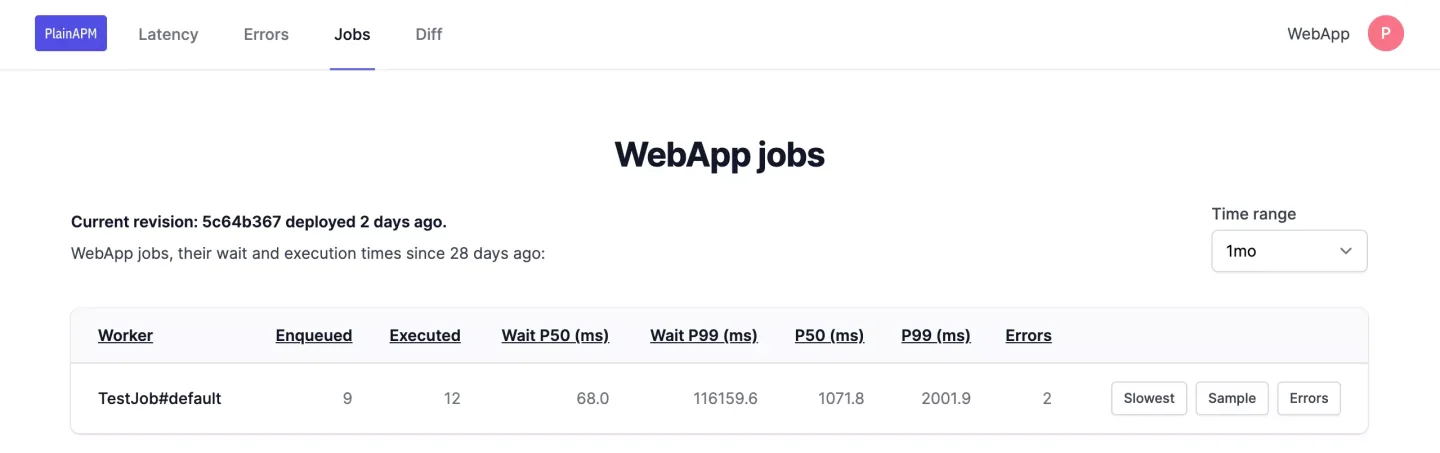 PlainAPM Latency Errors Jobs Diff WebApp P
WebApp jobs
Current revision: 5c64b367 deployed 2 days ago.
WebApp jobs, their wait and execution times since 28 days ago:
Time range
1mo
Worker Enqueued Executed Wait P50 (ms) Wait P99 (ms) P50 (ms) P99 (ms) Errors
TestJob#default 9 12 68.0 116159.6 1071.8 2001.9 2 Slowest Sample Errors